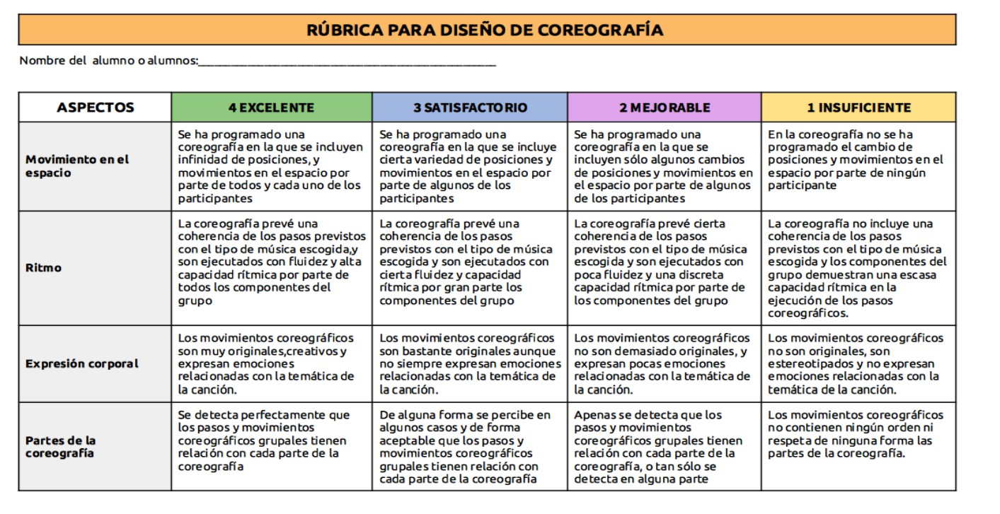 RÚBRICA PARA DISEÑO DE COREOGRAFÍA
Nombre del alumno o alumnos:______________________________________________
ASPECTOS
4 EXCELENTE
3 SATISFACTORIO
2 MEJORABLE
1 INSUFICIENTE
Movimiento en el
espacio
Se ha programado una
coreografía en la que se incluyen
infinidad de posiciones, y
movimientos en el espacio por
parte de todos y cada uno de los
participantes
Se ha programado una
coreografía en la que se incluye
cierta variedad de posiciones y
movimientos en el espacio por
parte de algunos de los
participantes
Se ha programado una
coreografía en la que se
incluyen sólo algunos cambios
de posiciones y movimientos en
el espacio por parte de algunos
de los participantes
En la coreografía no se ha
programado el cambio de
posiciones y movimientos en el
espacio por parte de ningún
participante
Ritmo
La coreografía prevé una
coherencia de los pasos previstos
con el tipo de música escogida,y
son ejecutados con fluidez y alta
capacidad rítmica por parte de
todos los componentes del
grupo
La coreografía prevé una
coherencia de los pasos
previstos con el tipo de música
escogida y son ejecutados con
cierta fluidez y capacidad
rítmica por gran parte los
componentes del grupo
La coreografía prevé cierta
coherencia de los pasos
previstos con el tipo de música
escogida y son ejecutados con
poca fluidez y una discreta
capacidad rítmica por parte de
los componentes del grupo
La coreografía no incluye una
coherencia de los pasos
previstos con el tipo de música
escogida y los componentes del
grupo demuestran una escasa
capacidad rítmica en la
ejecución de los pasos
coreográficos.
Expresión corporal
Los movimientos coreográficos
son muy originales,creativos y
expresan emociones
relacionadas con la temática de
la canción.
Los movimientos coreográficos
son bastante originales aunque
no siempre expresan emociones
relacionadas con la temática de
la canción.
Los movimientos coreográficos
no son demasiado originales, y
expresan pocas emociones
relacionadas con la temática de
la canción.
Los movimientos coreográficos
no son originales, son
estereotipados y no expresan
emociones relacionadas con la
temática de la canción.
Partes de la
coreografía
Se detecta perfectamente que
los pasos y movimientos
coreográficos grupales tienen
relación con cada parte de la
coreografía
De alguna forma se percibe en
algunos casos y de forma
aceptable que los pasos y
movimientos coreográficos
grupales tienen relación con
cada parte de la coreografía
Apenas se detecta que los
pasos y movimientos
coreográficos grupales tienen
relación con cada parte de la
coreografía, o tan sólo se
detecta en alguna parte
Los movimientos coreográficos
no contienen ningún orden ni
respeta de ninguna forma las
partes de la coreografía.